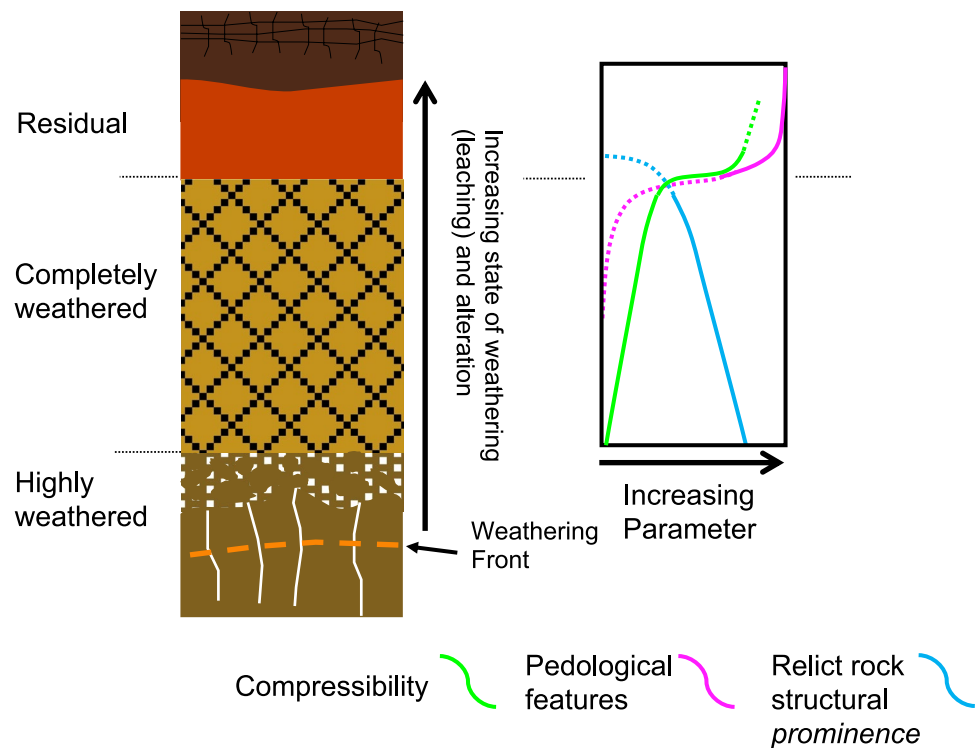 Residual
Completely
weathered
Highly
weathered
Increasing state of weathering
(leaching) and alteration
Weathering
Front
Increasing
Parameter
Compressibility
Pedological
features
Relict rock
structural
prominence